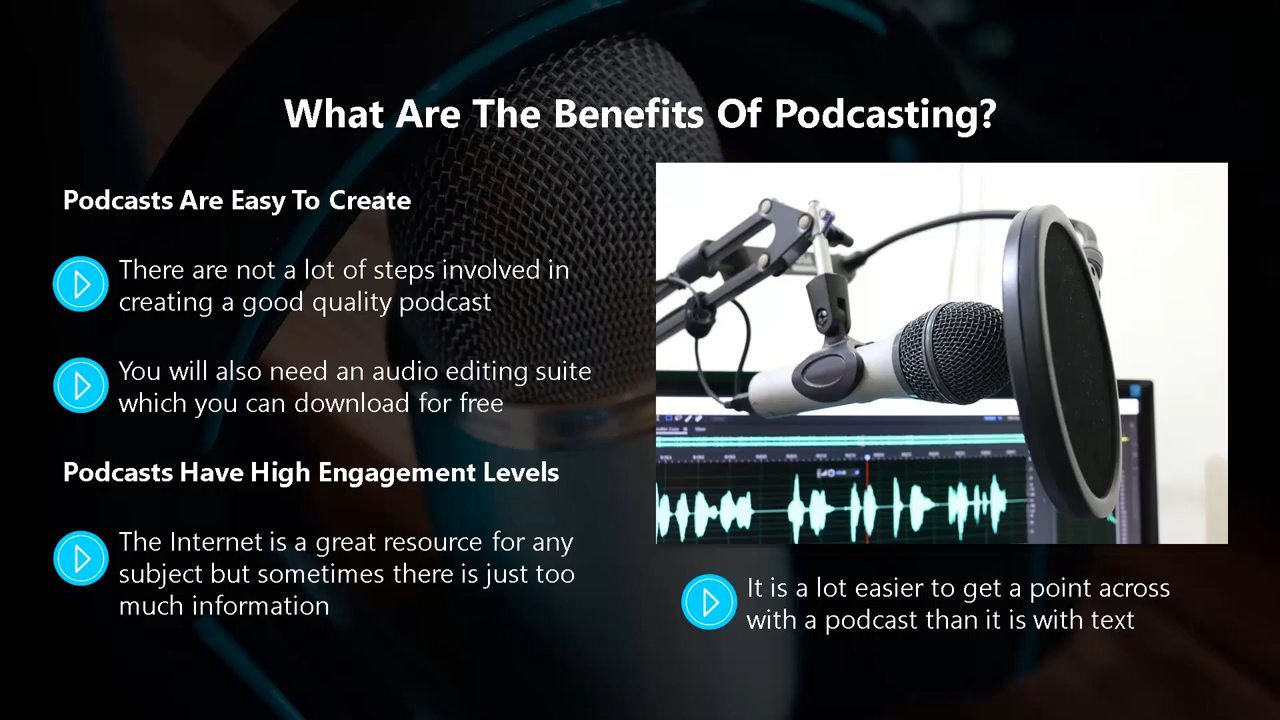 What Are The Benefits Of Podcasting?
Podcasts Are Easy To Create
There are not a lot of steps involved in
creating a good quality podcast
You will also need an audio editing suite
which you can download for free
Podcasts Have High Engagement Levels
The Internet is a great resource for any
subject but sometimes there is just too
much information
It is a lot easier to get a point across
with a podcast than it is with text